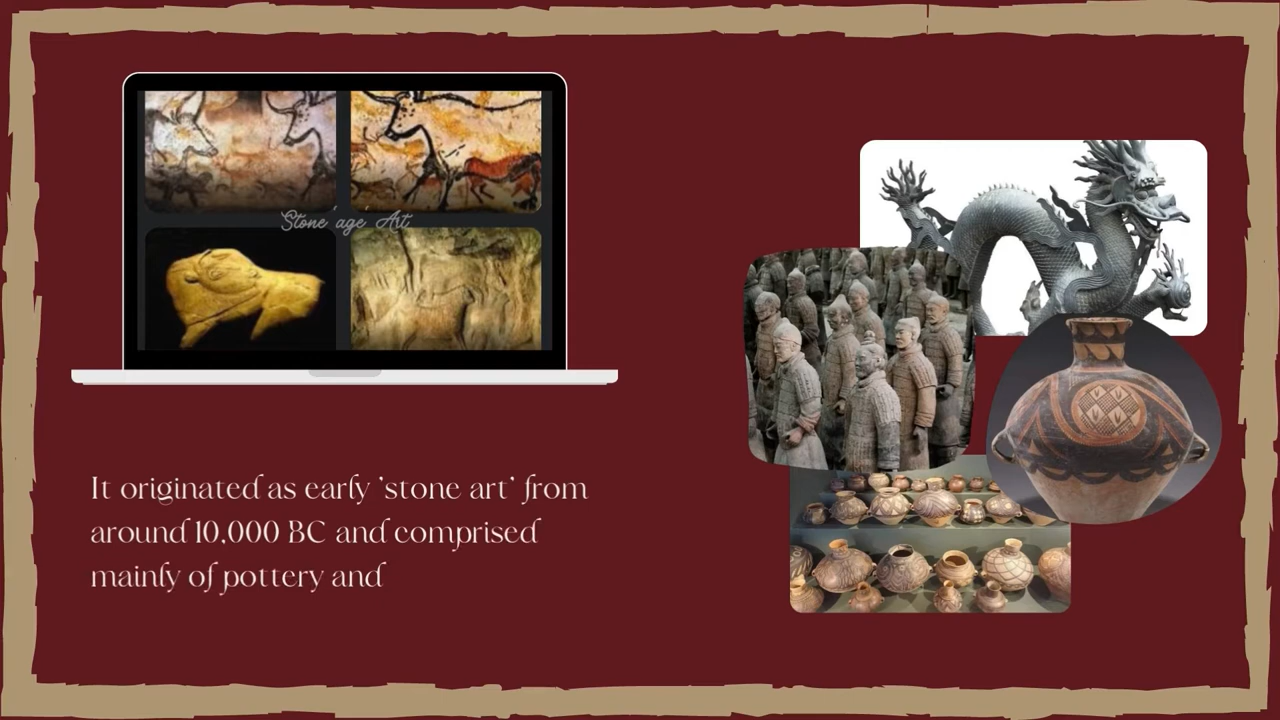 'Stone age' Art
It originated as early 'stone art' from
around 10,000 BC and comprised
mainly of pottery and